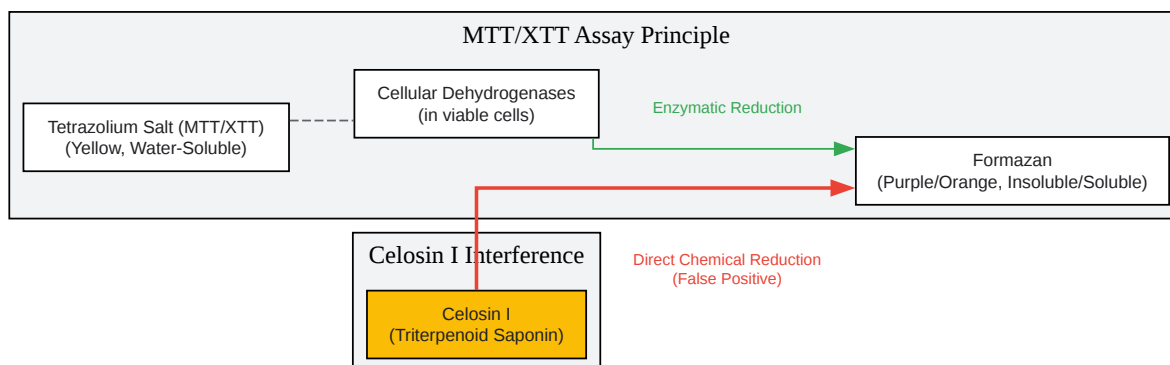 MTT/XTT Assay Principle
Cellular Dehydrogenases
(in viable cells)
Enzymatic Reduction
Tetrazolium Salt (MTT/XTT)
(Yellow, Water-Soluble)
Formazan
(Purple/Orange, Insoluble/Soluble)
Celosin I Interference
Direct Chemical Reduction
(False Positive)
Celosin I
(Triterpenoid Saponin)